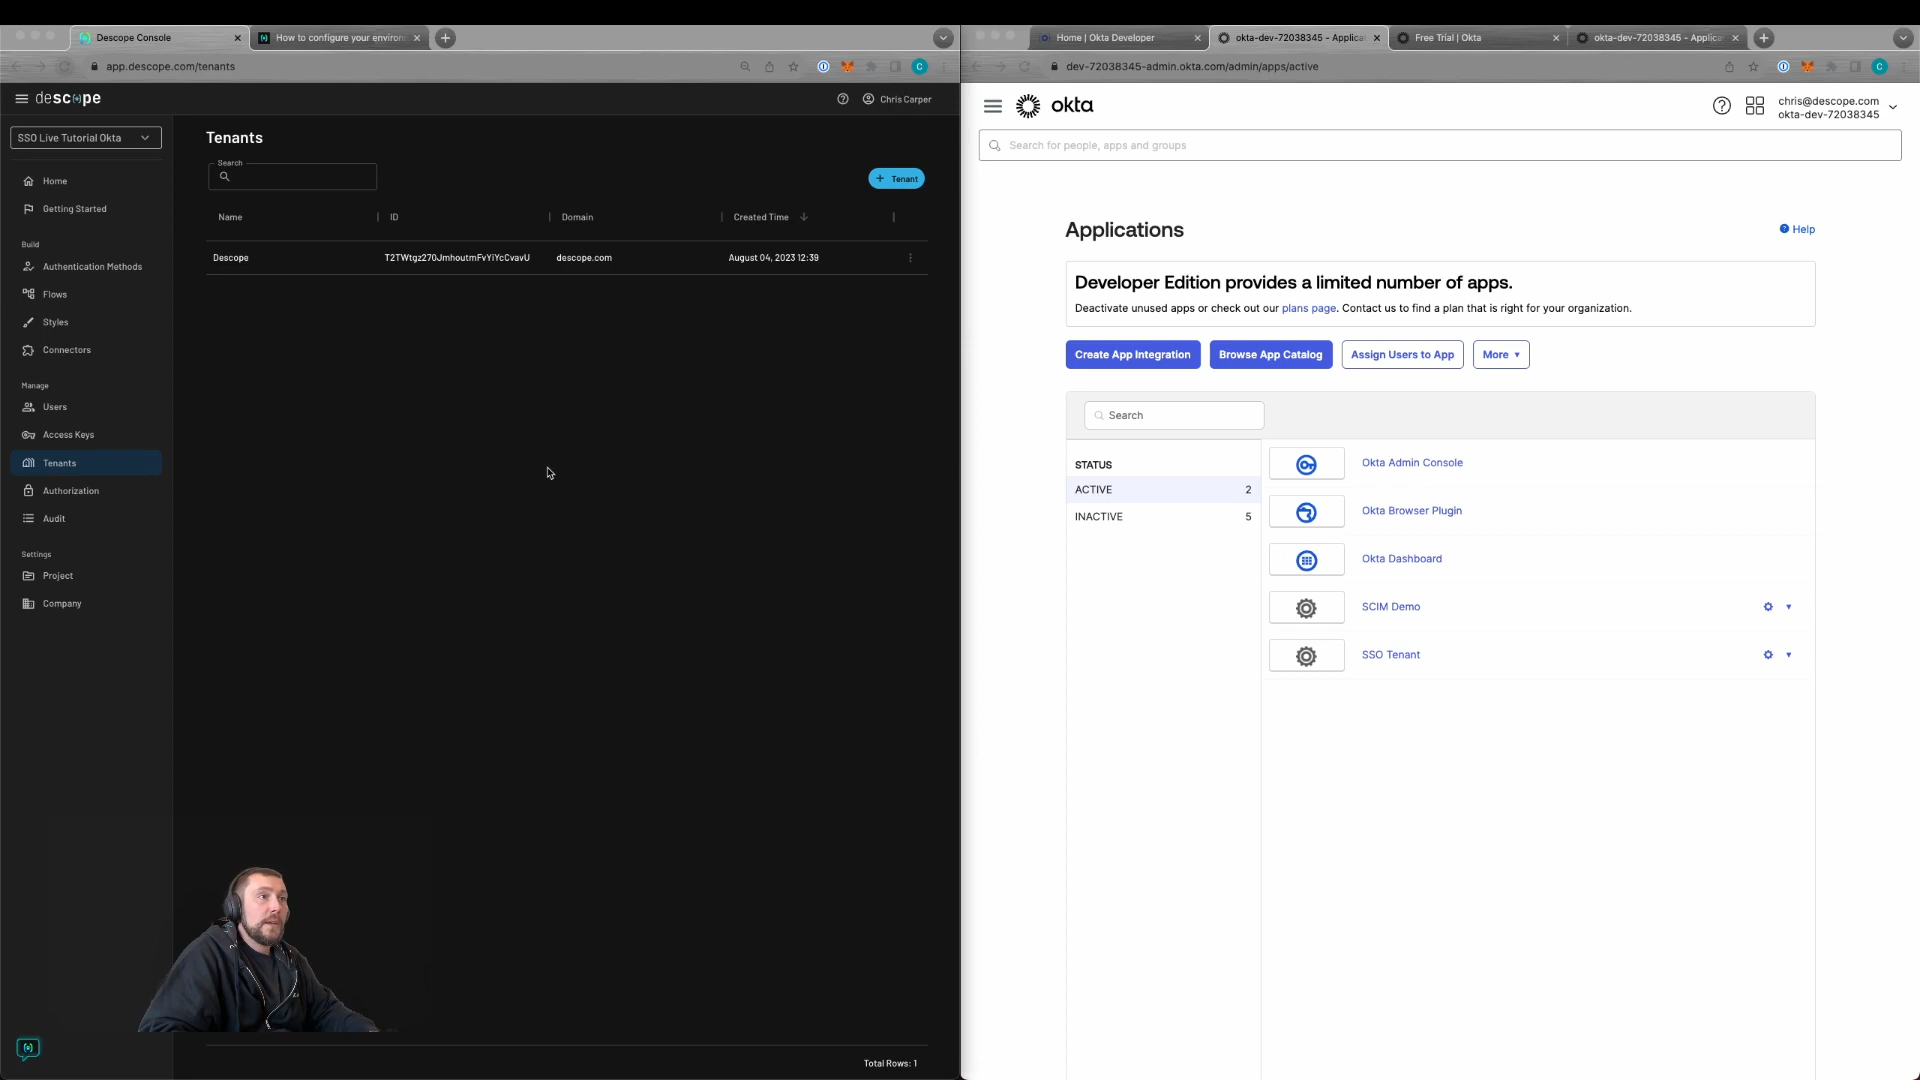 Descope Console
How to configure your environ
app.descope.com/tenants
descope
Chris Carper
SSO Live Tutorial Okta
Home
Getting Started
Build
Authentication Methods
Flows
Styles
Connectors
Manage
Users
Access Keys
Tenants
Authorization
Audit
Settings
Project
Company
Tenants
Search
+ Tenant
Name
ID
Domain
Created Time
Descope
descope.com
August 04, 2023 12:39
Total Rows: 1
Home | Okta Developer
okta-dev-72038345 - Applica
Free Trial | Okta
okta-dev-72038345 - Applica
dev-72038345-admin.okta.com/admin/apps/active
C
C
okta
chris@descope.com
okta-dev-72038345
Search for people, apps and groups
Applications
Help
Developer Edition provides a limited number of apps.
Deactivate unused apps or check out our plans page. Contact us to find a plan that is right for your organization.
Create App Integration
Browse App Catalog
Assign Users to App
More
Search
STATUS
ACTIVE 2
INACTIVE 5
Okta Admin Console
Okta Browser Plugin
Okta Dashboard
SCIM Demo
SSO Tenant